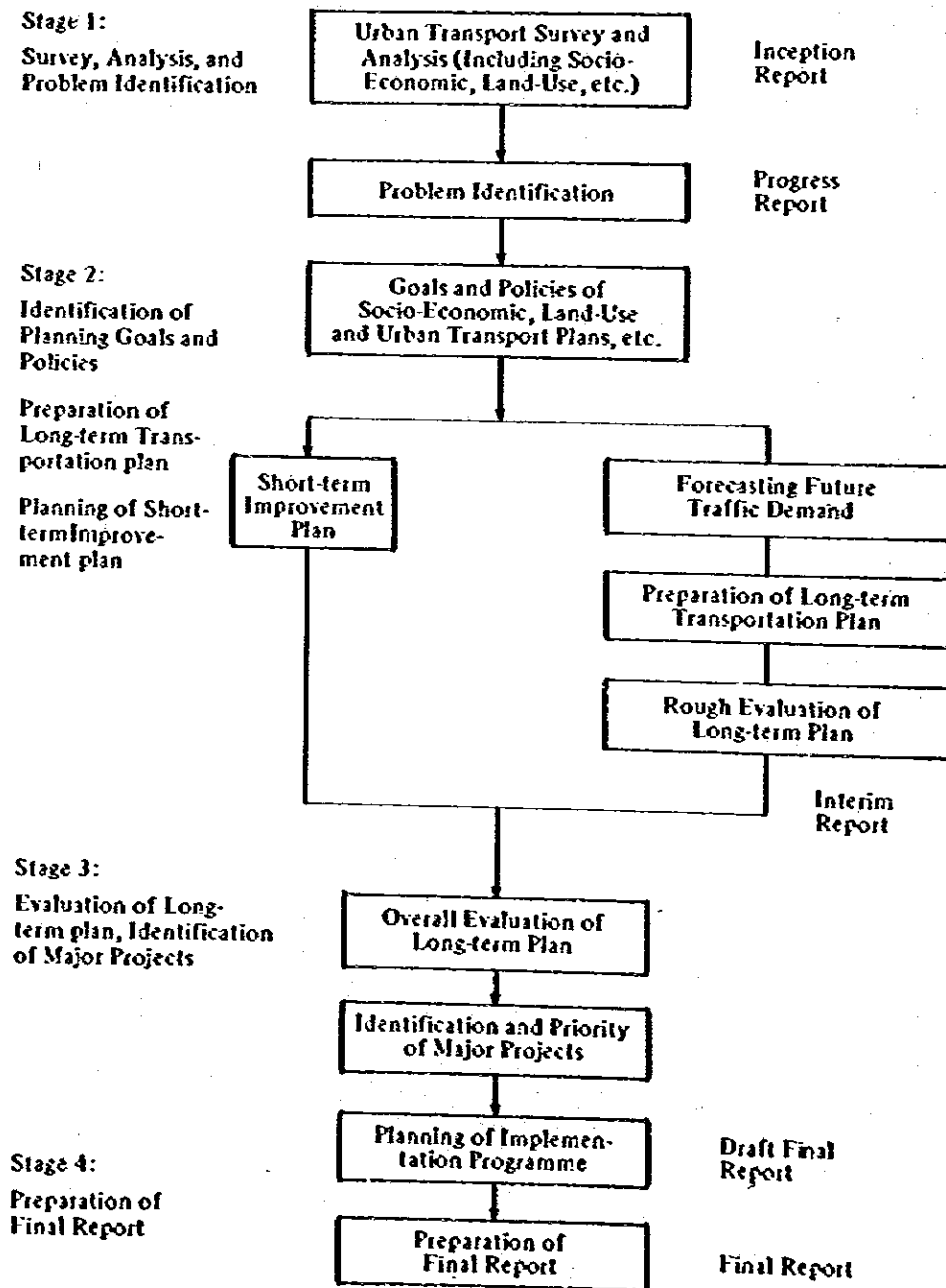 Stage 1:
Survey, Analysis, and
Problem Identification
Urban Transport Survey and
Analysis (Including Socio-
Economic, Land-Use, etc.)
Inception
Report
Problem Identification
Progress
Report
Stage 2:
Identification of
Planning Goals and
Policies
Goals and Policies of
Socio-Economic, Land-Use
and Urban Transport Plans, etc.
Preparation of
Long-term Trans-
portation plan
Planning of Short-
termImprove-
ment plan
Short-term
Improvement
Plan
Forecasting Future
Traffic Demand
Preparation of Long-term
Transportation Plan
Rough Evaluation of
Long-term Plan
Interim
Report
Stage 3:
Evaluation of Long-
term plan, Identification
of Major Projects
Overall Evaluation of
Long-term Plan
Identification and Priority
of Major Projects
Planning of Implemen-
tation Programme
Draft Final
Report
Stage 4:
Preparation of
Final Report
Preparation of
Final Report
Final Report